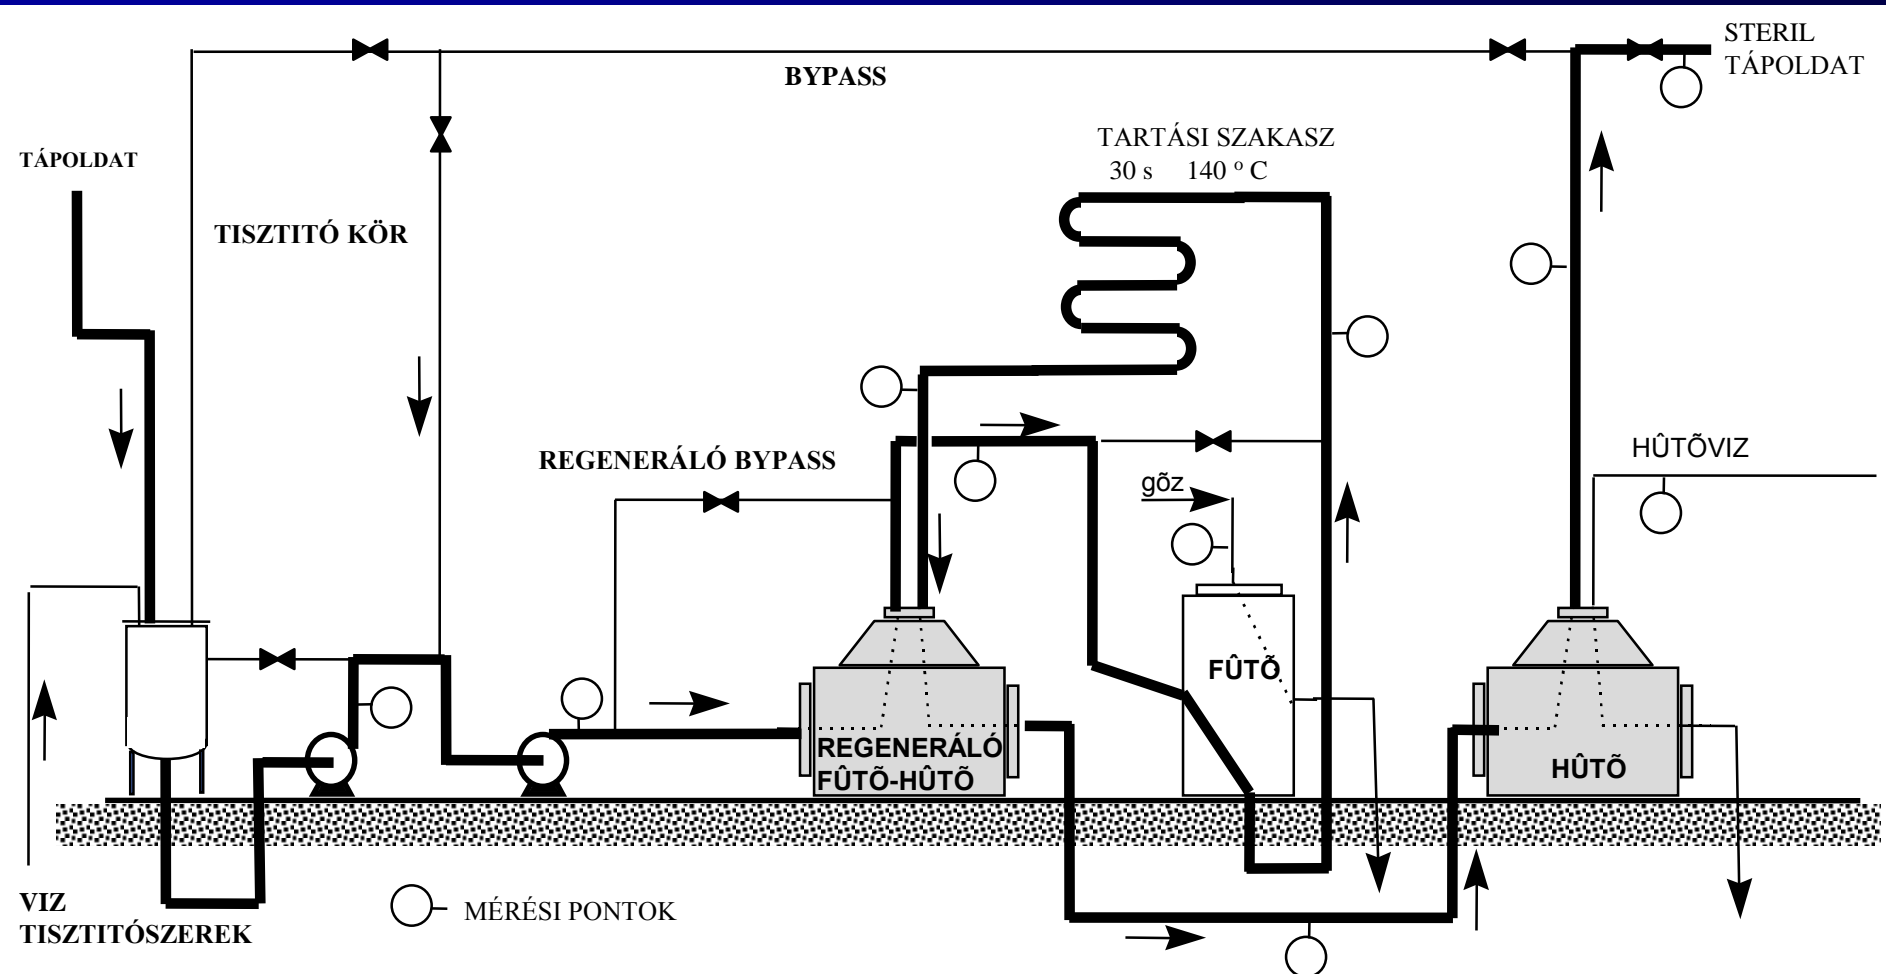 STERIL
TÁPOLDAT
BYPASS
TARTÁSI SZAKASZ
30 s 140 º C
TÁPOLDAT
TISZTITÓ KÖR
REGENERÁLÓ BYPASS
HÛTÕVIZ
gõz
FÛTÕ
REGENERÁLÓ
FÛTÕ-HÛTÕ
HÛTÕ
VIZ
TISZTITÓSZEREK
MÉRÉSI PONTOK